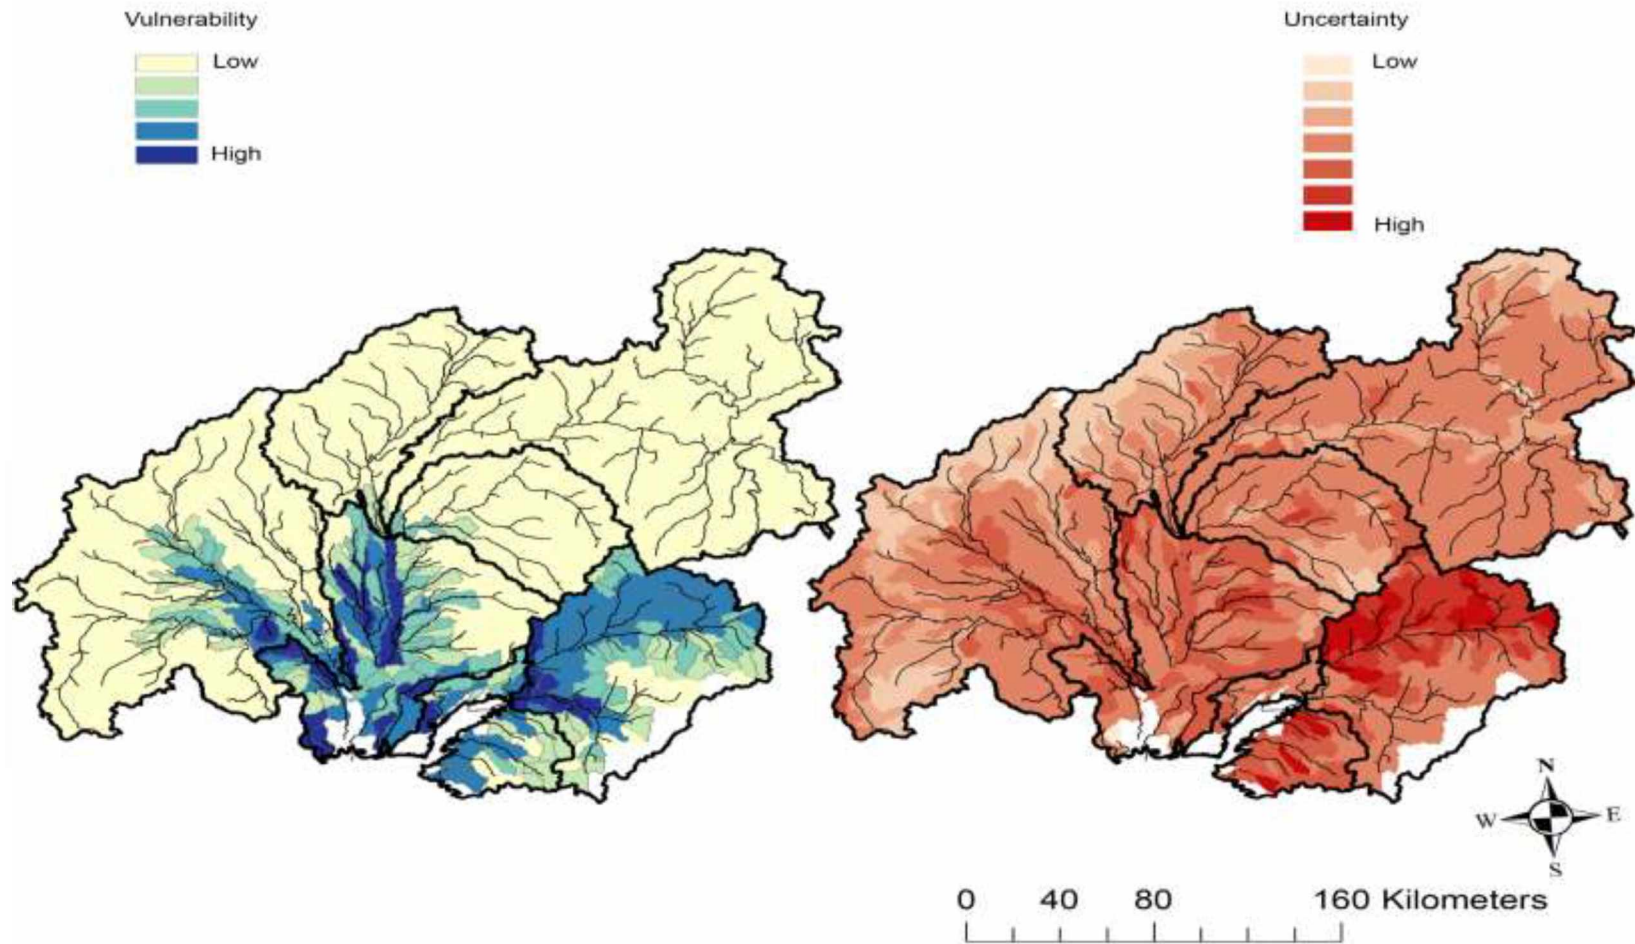 Vulnerability
Low
High
Uncertainty
Low
High
N
W E
S
0 40 80 160 Kilometers